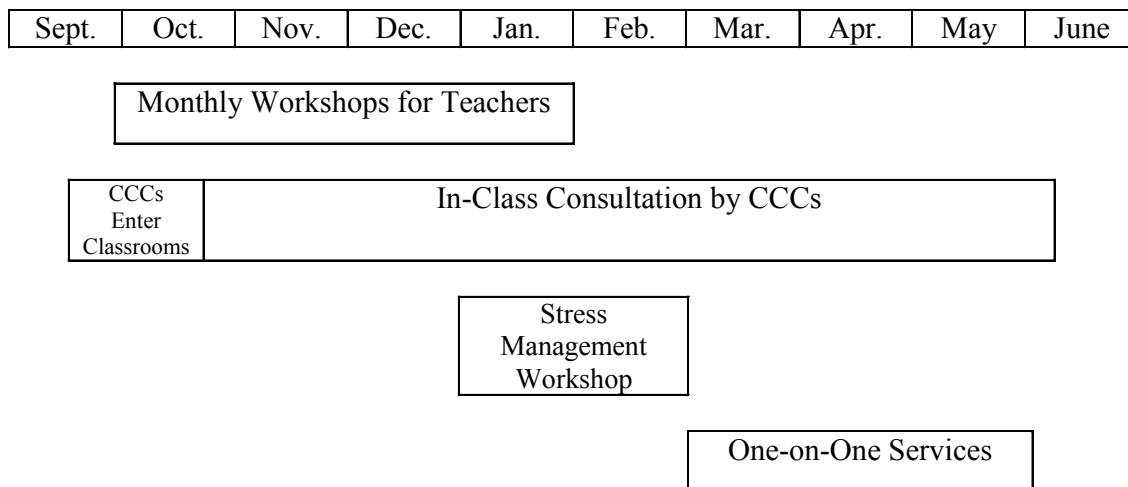 Sept. Oct. Nov. Dec. Jan. Feb. Mar. Apr. May June
Monthly Workshops for Teachers
CCCs
Enter
Classrooms
In-Class Consultation by CCCs
Stress
Management
Workshop
One-on-One Services